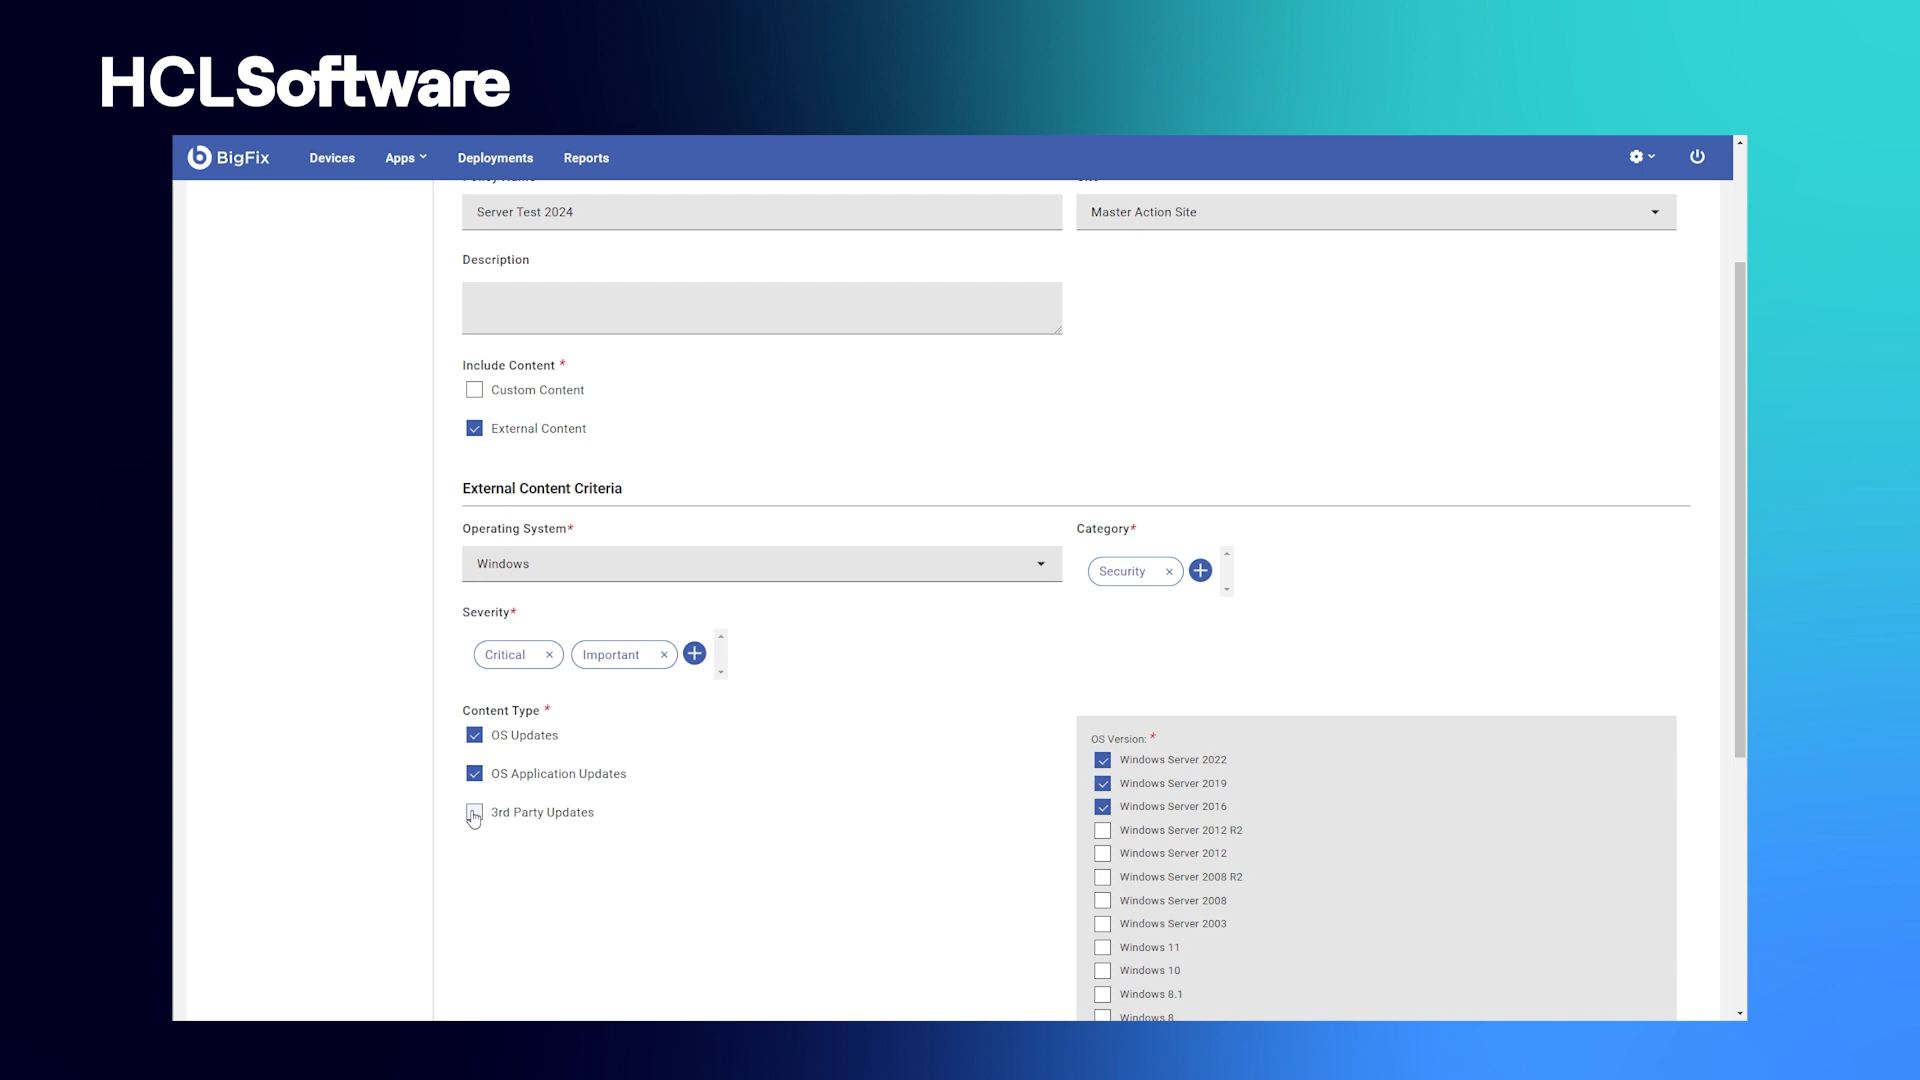 HCLSoftware
BigFix Devices Apps Deployments Reports
Server Test 2024
Master Action Site
Description
Include Content *
Custom Content
External Content
External Content Criteria
Operating System*
Category*
Windows
Security ×
Severity*
Critical × Important ×
Content Type *
OS Updates
OS Application Updates
3rd Party Updates
OS Version: *
Windows Server 2022
Windows Server 2019
Windows Server 2016
Windows Server 2012 R2
Windows Server 2012
Windows Server 2008 R2
Windows Server 2008
Windows Server 2003
Windows 11
Windows 10
Windows 8.1
Windows 8